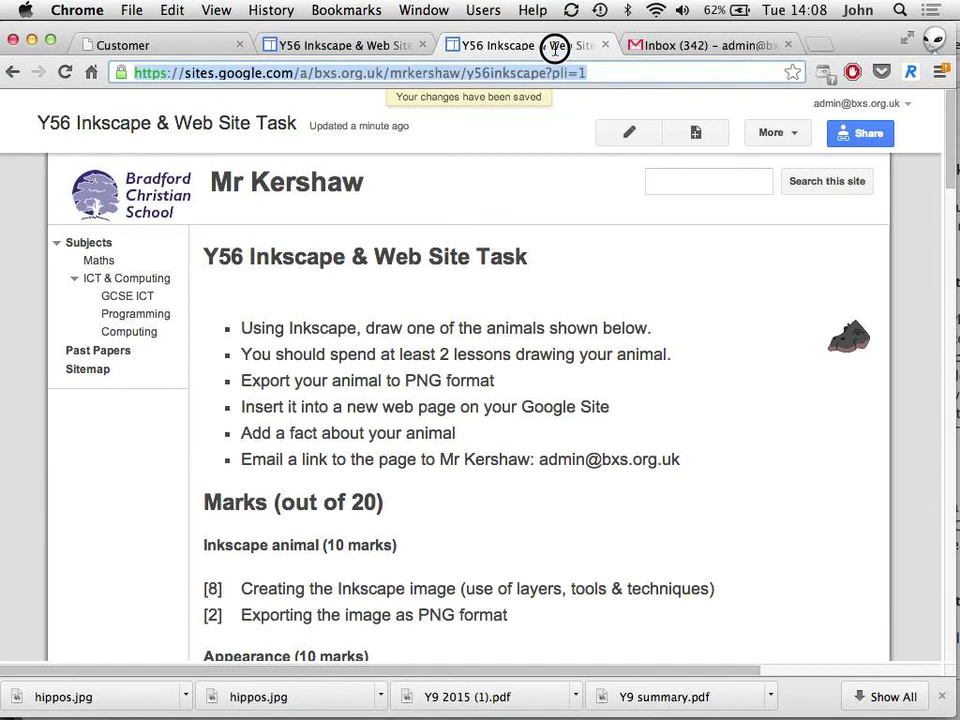 Chrome File Edit View History Bookmarks Window Users Help 62% Tue 14:08 John
Customer
Y56 Inkscape & Web Site
Y56 Inkscape & Web Site
Inbox (342) - admin@bx
https://sites.google.com/a/bxs.org.uk/mrkershaw/y56inkscape?pli=1
Your changes have been saved
admin@bxs.org.uk
Y56 Inkscape & Web Site Task Updated a minute ago
More Share
Bradford
Christian
School
Mr Kershaw
Search this site
Subjects
Maths
ICT & Computing
GCSE ICT
Programming
Computing
Past Papers
Sitemap
Y56 Inkscape & Web Site Task
Using Inkscape, draw one of the animals shown below.
You should spend at least 2 lessons drawing your animal.
Export your animal to PNG format
Insert it into a new web page on your Google Site
Add a fact about your animal
Email a link to the page to Mr Kershaw: admin@bxs.org.uk
Marks (out of 20)
Inkscape animal (10 marks)
[8] Creating the Inkscape image (use of layers, tools & techniques)
[2] Exporting the image as PNG format
Appearance (10 marks)
hippos.jpg hippos.jpg Y9 2015 (1).pdf Y9 summary.pdf Show All